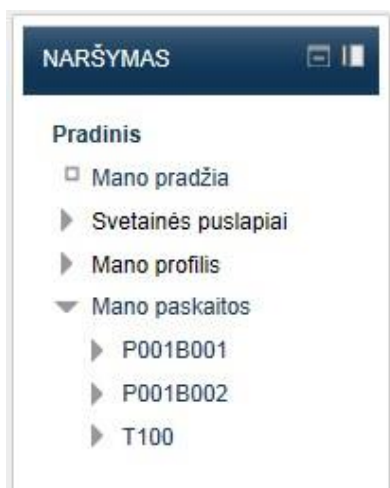 NARŠYMAS
Pradinis
Mano pradžia
Svetainės puslapiai
Mano profilis
Mano paskaitos
P001B001
P001B002
T100